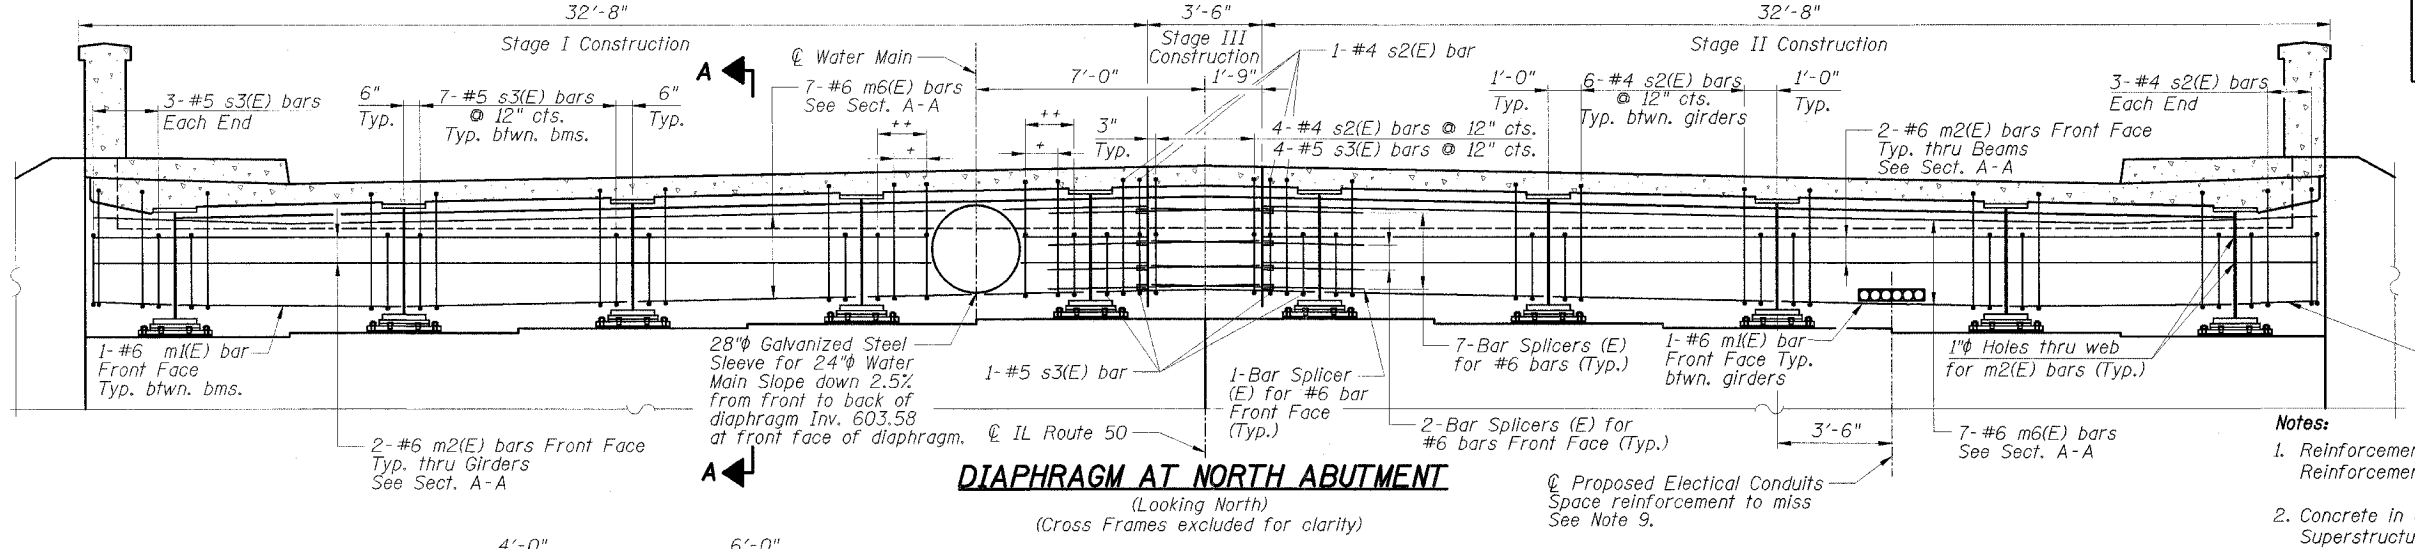 32'-8"
3'-6"
32'-8"
Stage I Construction
Stage III
Construction
Stage II Construction
℄ Water Main
A
7'-0"
1'-9"
1-#4 s2(E) bar
3-#5 s3(E) bars
Each End
6"
Typ.
7-#5 s3(E) bars
@ 12" cts.
Typ. btwn. bms.
6"
Typ.
7-#6 m6(E) bars
See Sect. A-A
++
+
++
+
3"
Typ.
4-#4 s2(E) bars @ 12" cts.
4-#5 s3(E) bars @ 12" cts.
1'-0"
Typ.
6-#4 s2(E) bars
@ 12" cts.
Typ. btwn. girders
1'-0"
Typ.
3-#4 s2(E) bars
Each End
2-#6 m2(E) bars Front Face
Typ. thru Beams
See Sect. A-A
1-#6 m1(E) bar
Front Face
Typ. btwn. bms.
28"ϕ Galvanized Steel
Sleeve for 24"ϕ Water
Main Slope down 2.5%
from front to back of
diaphragm Inv. 603.58
at front face of diaphragm.
1-#5 s3(E) bar
1-Bar Splicer
(E) for #6 bar
Front Face
(Typ.)
7-Bar Splicers (E)
for #6 bars (Typ.)
1-#6 m1(E) bar
Front Face Typ.
btwn. girders
1"ϕ Holes thru web
for m2(E) bars (Typ.)
2-#6 m2(E) bars Front Face
Typ. thru Girders
See Sect. A-A
A
℄ IL Route 50
2-Bar Splicers (E) for
#6 bars Front Face (Typ.)
3'-6"
7-#6 m6(E) bars
See Sect. A-A
℄ Proposed Electical Conduits
Space reinforcement to miss
See Note 9.
DIAPHRAGM AT NORTH ABUTMENT
(Looking North)
(Cross Frames excluded for clarity)
Notes:
1. Reinforcemen
Reinforcemen
2. Concrete in
Superstructu
4'-0"
6'-0"